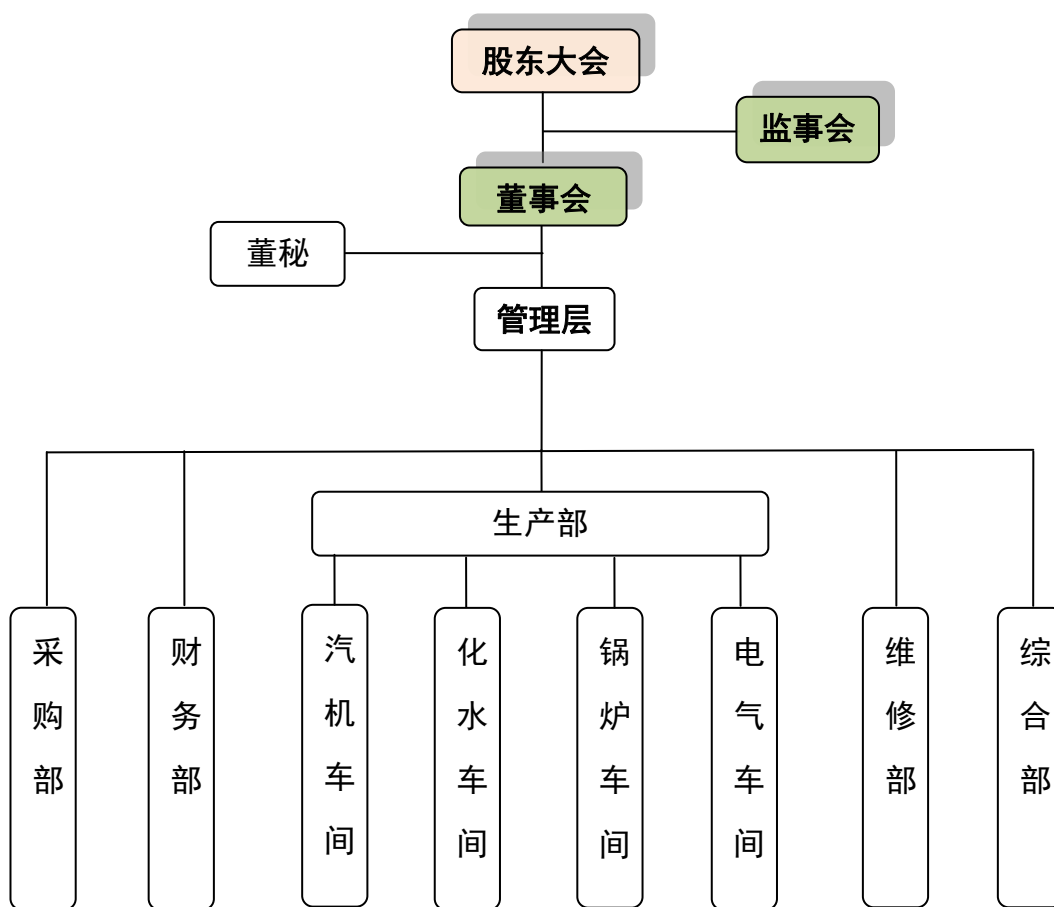 股东大会
监事会
董事会
董秘
管理层
生产部
采购部
财务部
汽机车间
化水车间
锅炉车间
电气车间
维修部
综合部